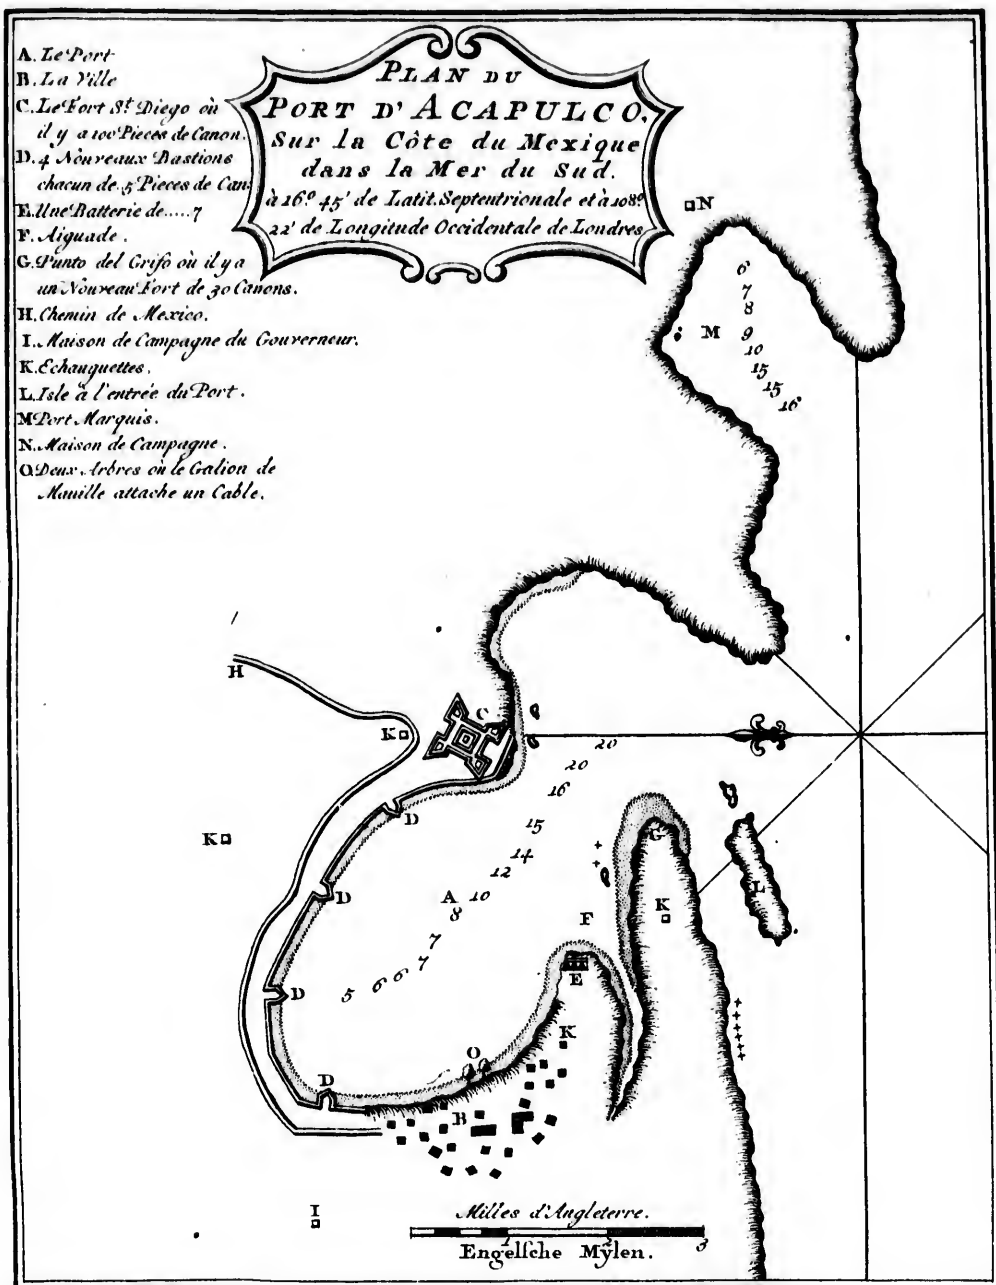 A. Le Port
B. La Ville
C. Le Fort St. Diego où
il y a 100 Pieces de Canon.
D. 4 Nouveaux Bastions
chacun de 5 Pieces de Can
E. Une Batterie de.....7
F. Aiguade.
G. Punto del Grifo où il y a
un Nouveau Fort de 30 Canons.
H. Chemin de Mexico.
I. Maison de Campagne du Gouverneur.
K. Echauguettes.
L. Isle à l'entrée du Port.
M Port Marquis.
N. Maison de Campagne.
O Deux Arbres où le Galion de
Manille attache un Cable.
PLAN DU
PORT D'ACAPULCO,
Sur la Côte du Mexique
dans la Mer du Sud.
à 16° 45' de Latit. Septentrionale et à 108°
22' de Longitude Occidentale de Londres
N
6
7
8
M 9
10
15
15
16
H
C
K
20
20
16
D
15
K
14
12
G
A 10
8
D
L
K
F
7
7
6
6
5
D
E
K
O
D
B
I
Milles d'Angleterre.
1 2 3
Engelsche Mylen.